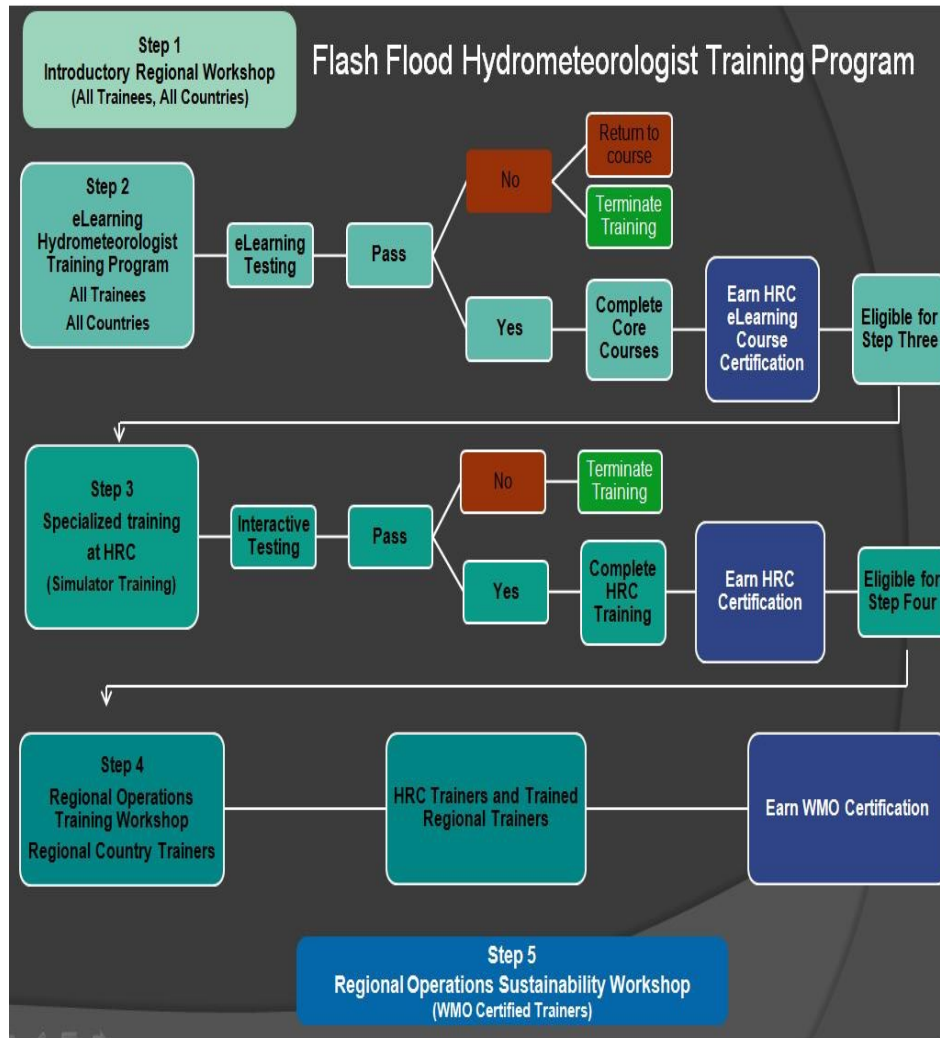 Step 1
Introductory Regional Workshop
(All Trainees, All Countries)
Flash Flood Hydrometeorologist Training Program
Step 2
eLearning
Hydrometeorologist
Training Program
All Trainees
All Countries
eLearning
Testing
Pass
No
Return to
course
Terminate
Training
Yes
Complete
Core
Courses
Earn HRC
eLearning
Course
Certification
Eligible for
Step Three
Step 3
Specialized training
at HRC
(Simulator Training)
Interactive
Testing
Pass
No
Terminate
Training
Yes
Complete
HRC
Training
Earn HRC
Certification
Eligible for
Step Four
Step 4
Regional Operations
Training Workshop
Regional Country Trainers
HRC Trainers and Trained
Regional Trainers
Earn WMO Certification
Step 5
Regional Operations Sustainability Workshop
(WMO Certified Trainers)